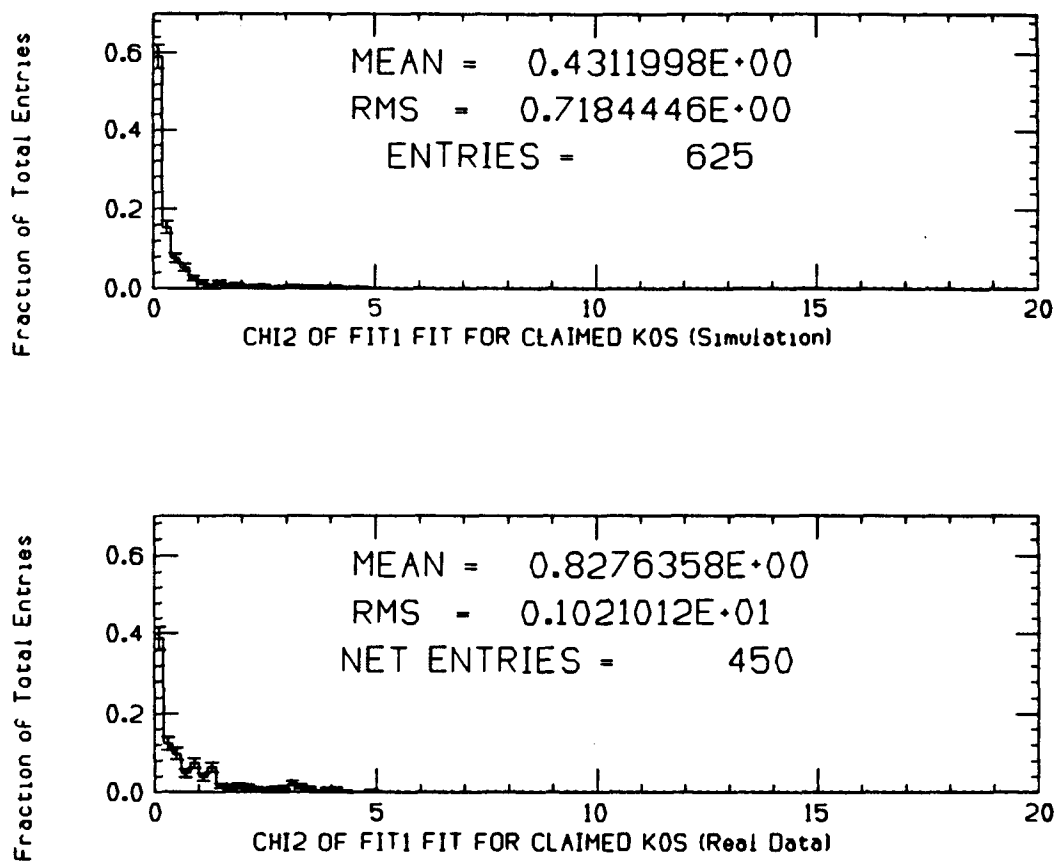 Fraction of Total Entries
0.6
0.4
0.2
0.0
MEAN = 0.4311998E+00
RMS = 0.7184446E+00
ENTRIES = 625
0 5 10 15 20
CHI2 OF FIT1 FIT FOR CLAIMED K0S (Simulation)
Fraction of Total Entries
0.6
0.4
0.2
0.0
MEAN = 0.8276358E+00
RMS = 0.1021012E+01
NET ENTRIES = 450
0 5 10 15 20
CHI2 OF FIT1 FIT FOR CLAIMED K0S (Real Data)